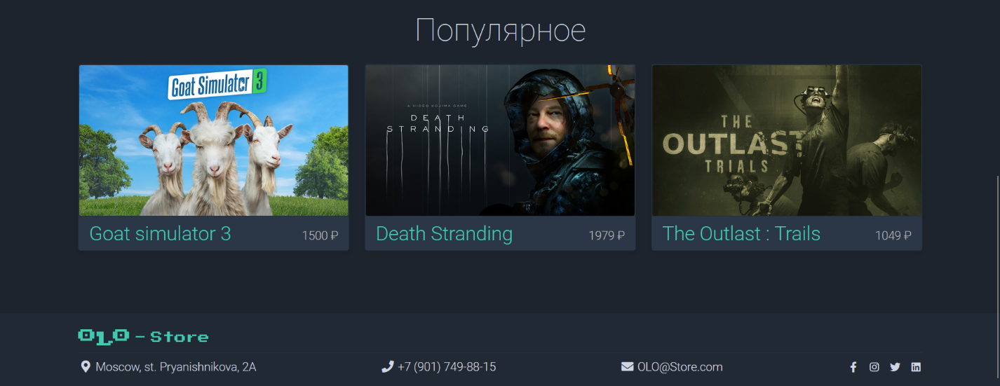 Популярное
Goat Simulator 3
A HIDEO KOJIMA GAME
DEATH
STRANDING
THE
OUTLAST
TRIALS
Goat simulator 3 1500 ₽
Death Stranding 1979 ₽
The Outlast : Trails 1049 ₽
OLO - Store
Moscow, st. Pryanishnikova, 2A +7 (901) 749-88-15 OLO@Store.com